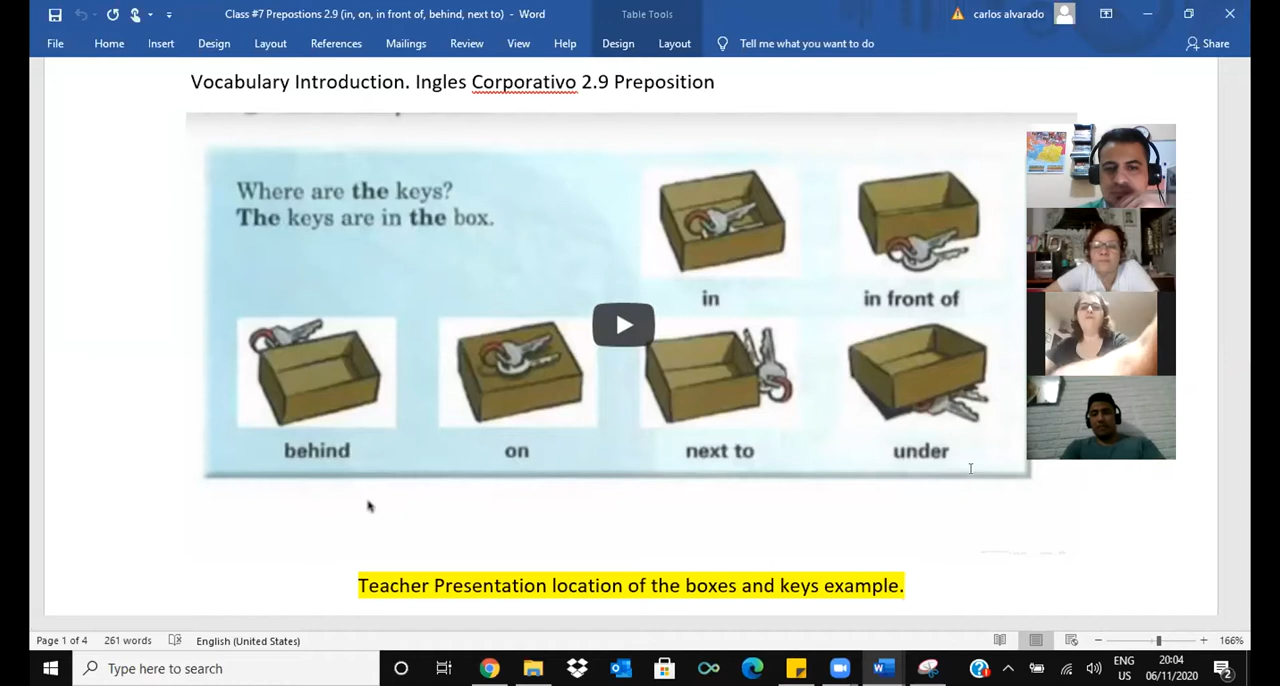 Class #7 Prepostions 2.9 (in, on, in front of, behind, next to) - Word
Table Tools
carlos alvarado
File Home Insert Design Layout References Mailings Review View Help Design Layout Tell me what you want to do Share
Vocabulary Introduction. Ingles Corporativo 2.9 Preposition
Where are the keys?
The keys are in the box.
in
in front of
behind
on
next to
under
Teacher Presentation location of the boxes and keys example.
Page 1 of 4 261 words English (United States) 166%
Type here to search
ENG
US
20:04
06/11/2020
2